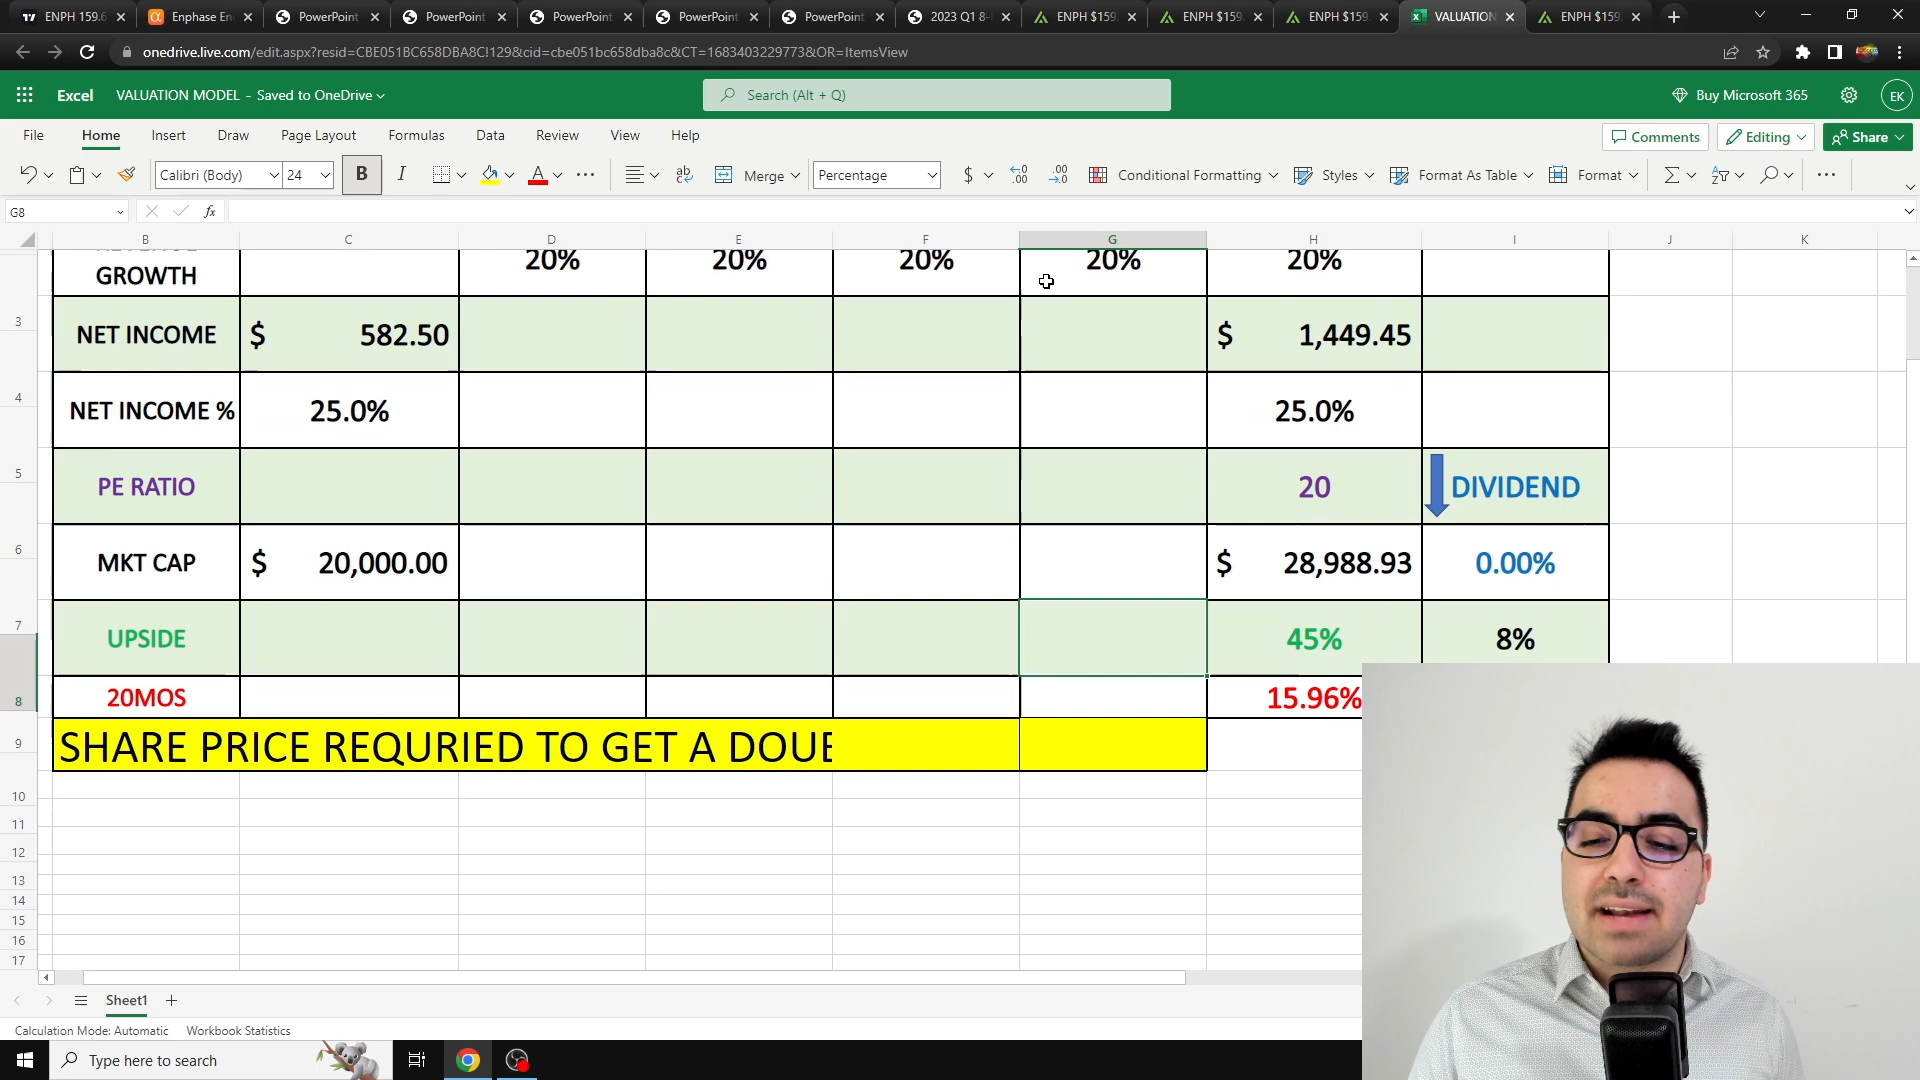 ENPH 159.6
Enphase En
PowerPoint
PowerPoint
PowerPoint
PowerPoint
PowerPoint
2023 Q1 8-
ENPH $159.
ENPH $159.
ENPH $159.
VALUATION
ENPH $159.
onedrive.live.com/edit.aspx?resid=CBE051BC658DBA8C!129&cid=cbe051bc658dba8c&CT=1683403229773&OR=ItemsView
Excel VALUATION MODEL - Saved to OneDrive
Search (Alt + Q)
Buy Microsoft 365
EK
File Home Insert Draw Page Layout Formulas Data Review View Help
Comments Editing Share
Calibri (Body) 24 B I A ab Merge Percentage $ .00 .00 Conditional Formatting Styles Format As Table Format
G8 fx
B C D E F G H I J K
GROWTH 20% 20% 20% 20% 20%
3 NET INCOME $ 582.50 $ 1,449.45
4 NET INCOME % 25.0% 25.0%
5 PE RATIO 20 DIVIDEND
6 MKT CAP $ 20,000.00 $ 28,988.93 0.00%
7 UPSIDE 45% 8%
8 20MOS 15.96%
9 SHARE PRICE REQURIED TO GET A DOUE
10
11
12
13
14
15
16
17
Sheet1
Calculation Mode: Automatic Workbook Statistics
Type here to search